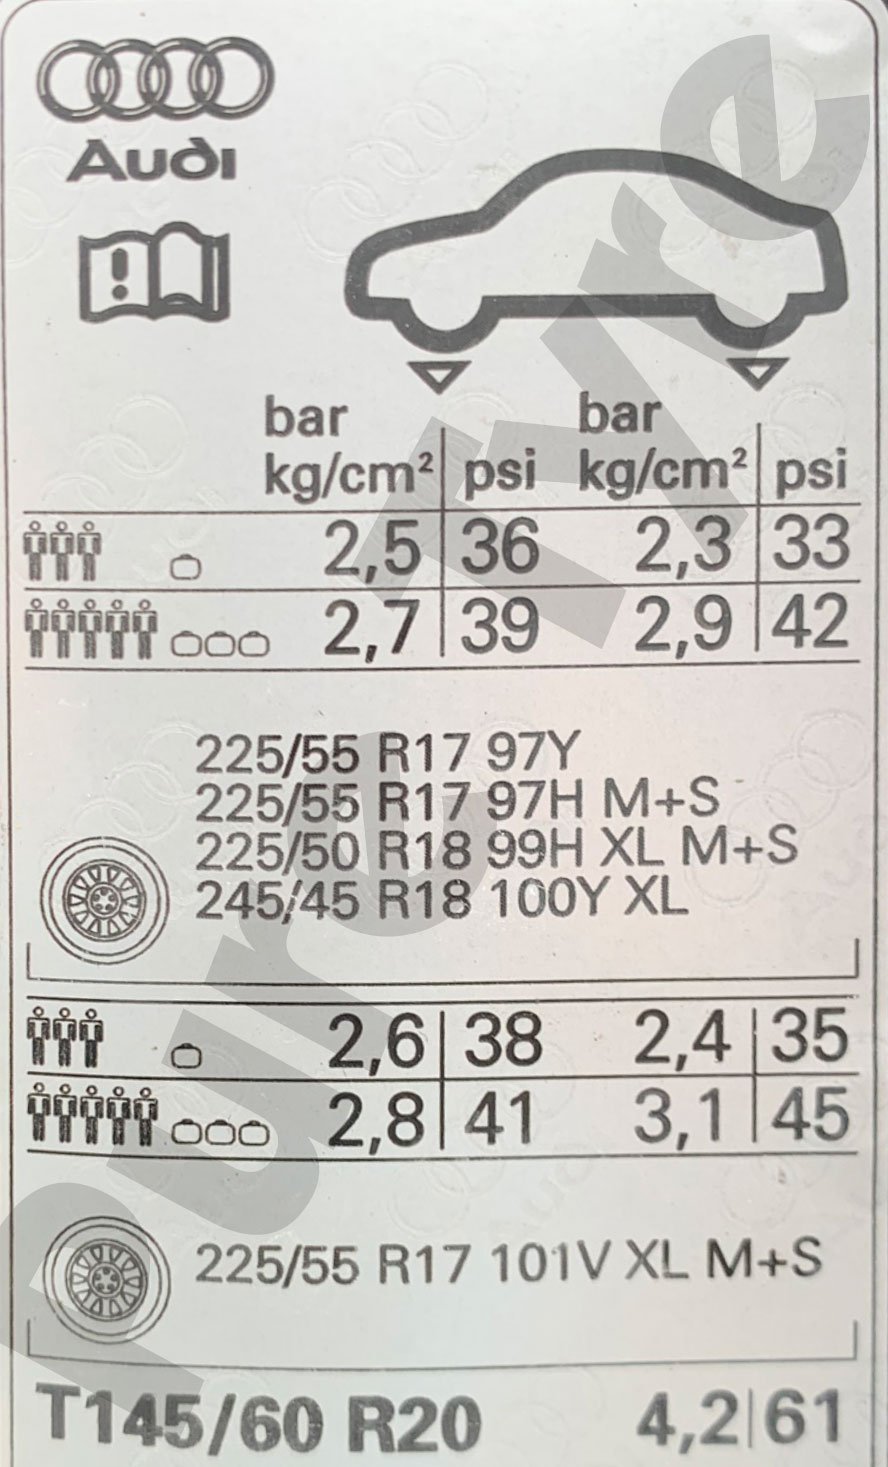 Audi
bar bar
kg/cm² psi kg/cm² psi
2,5 36 2,3 33
2,7 39 2,9 42
225/55 R17 97Y
225/55 R17 97H M+S
225/50 R18 99H XL M+S
245/45 R18 100Y XL
2,6 38 2,4 35
2,8 41 3,1 45
225/55 R17 101V XL M+S
T145/60 R20 4,2 61
Pure Tyre